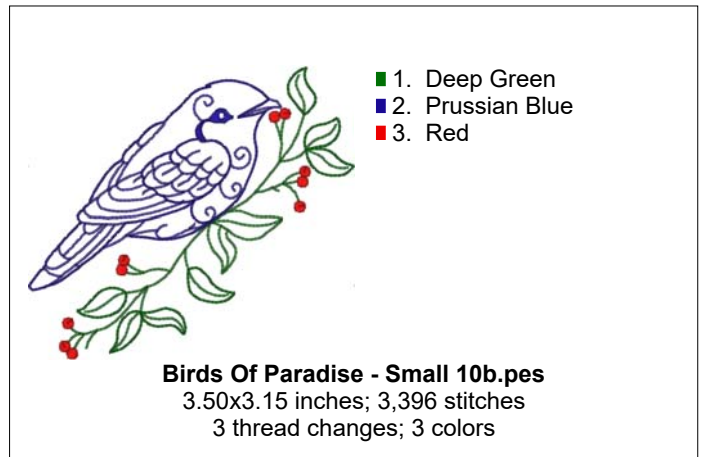 1. Deep Green
2. Prussian Blue
3. Red
Birds Of Paradise - Small 10b.pes
3.50x3.15 inches; 3,396 stitches
3 thread changes; 3 colors